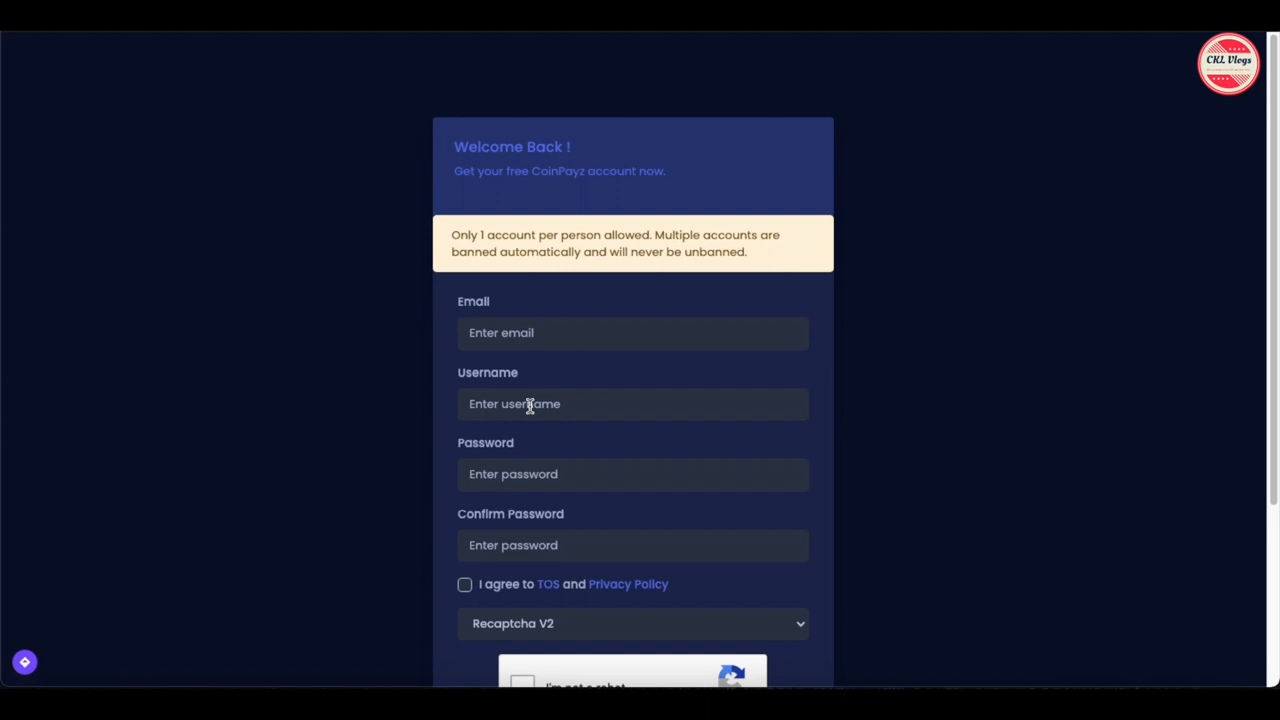 CKL Vlogs
Welcome Back !
Get your free CoinPayz account now.
Only 1 account per person allowed. Multiple accounts are
banned automatically and will never be unbanned.
Email
Enter email
Username
Enter username
Password
Enter password
Confirm Password
Enter password
I agree to TOS and Privacy Policy
Recaptcha V2
I'm not a robot